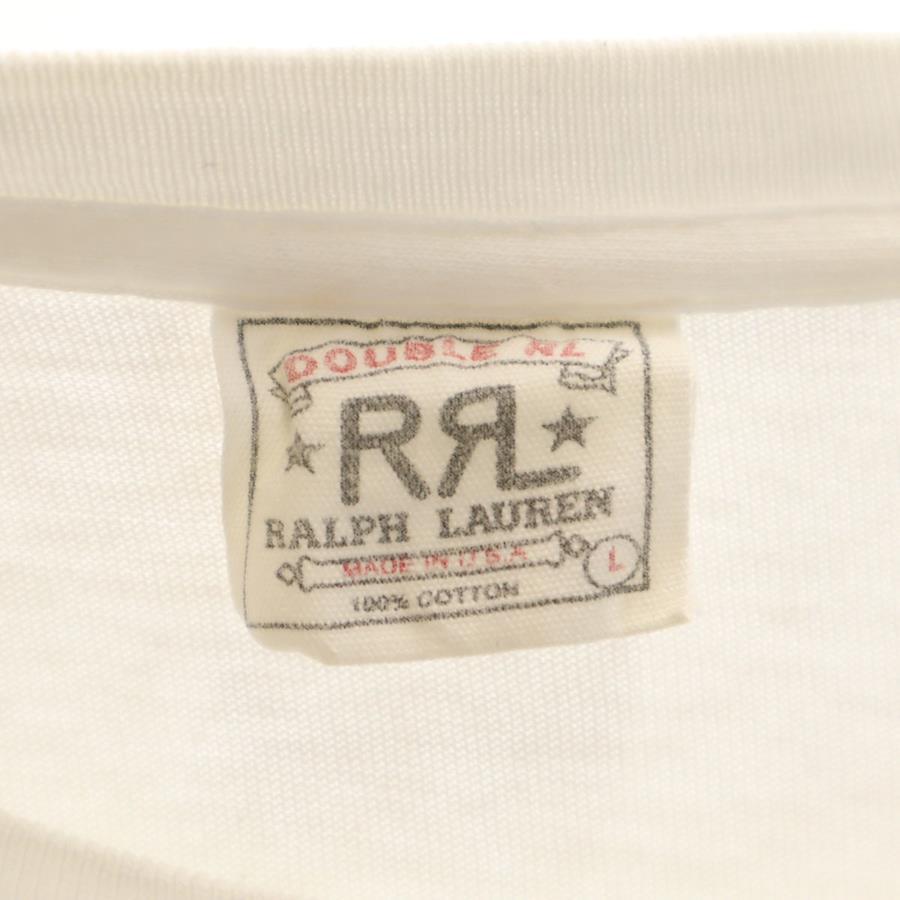 DOUBLE RL
RRL
RALPH LAUREN
MADE IN U.S.A.
L
100% COTTON